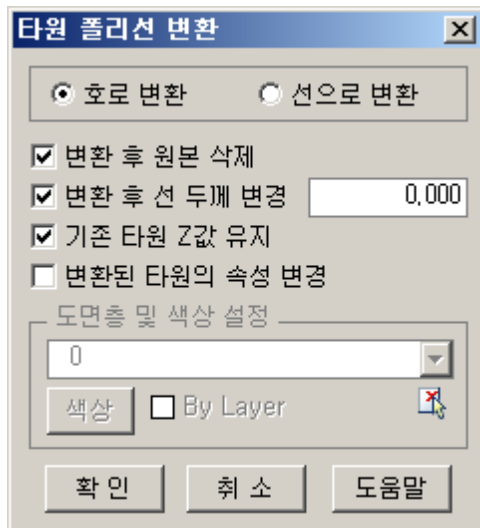 타원 폴리선 변환
호로 변환 선으로 변환
변환 후 원본 삭제
변환 후 선 두께 변경 0,000
기존 타원 Z값 유지
변환된 타원의 속성 변경
도면층 및 색상 설정
0
색상 By Layer
확 인 취 소 도움말